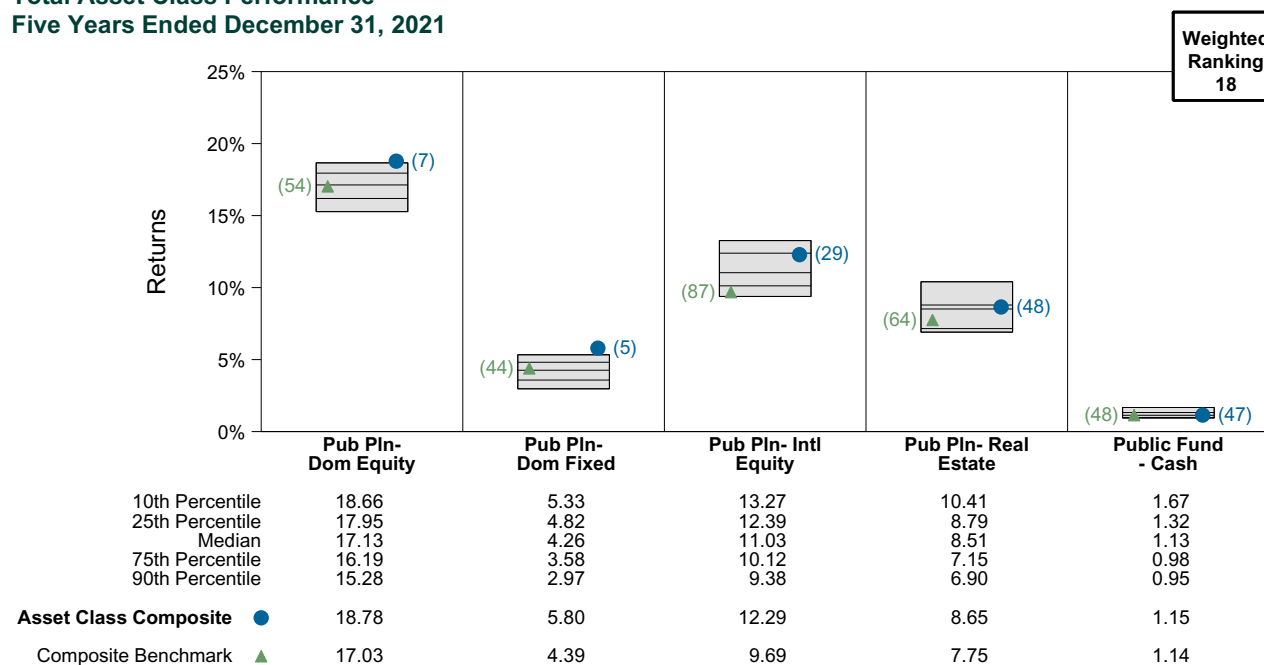 Total Asset Class Performance
Five Years Ended December 31, 2021
Weighted
Ranking
18
Returns
25%
20%
15%
10%
5%
0%
(7)
(54)
(5)
(44)
(29)
(87)
(48)
(64)
(48)
(47)
Pub Pln- Dom Equity
Pub Pln- Dom Fixed
Pub Pln- Intl Equity
Pub Pln- Real Estate
Public Fund - Cash
10th Percentile 18.66 5.33 13.27 10.41 1.67
25th Percentile 17.95 4.82 12.39 8.79 1.32
Median 17.13 4.26 11.03 8.51 1.13
75th Percentile 16.19 3.58 10.12 7.15 0.98
90th Percentile 15.28 2.97 9.38 6.90 0.95
Asset Class Composite 18.78 5.80 12.29 8.65 1.15
Composite Benchmark 17.03 4.39 9.69 7.75 1.14